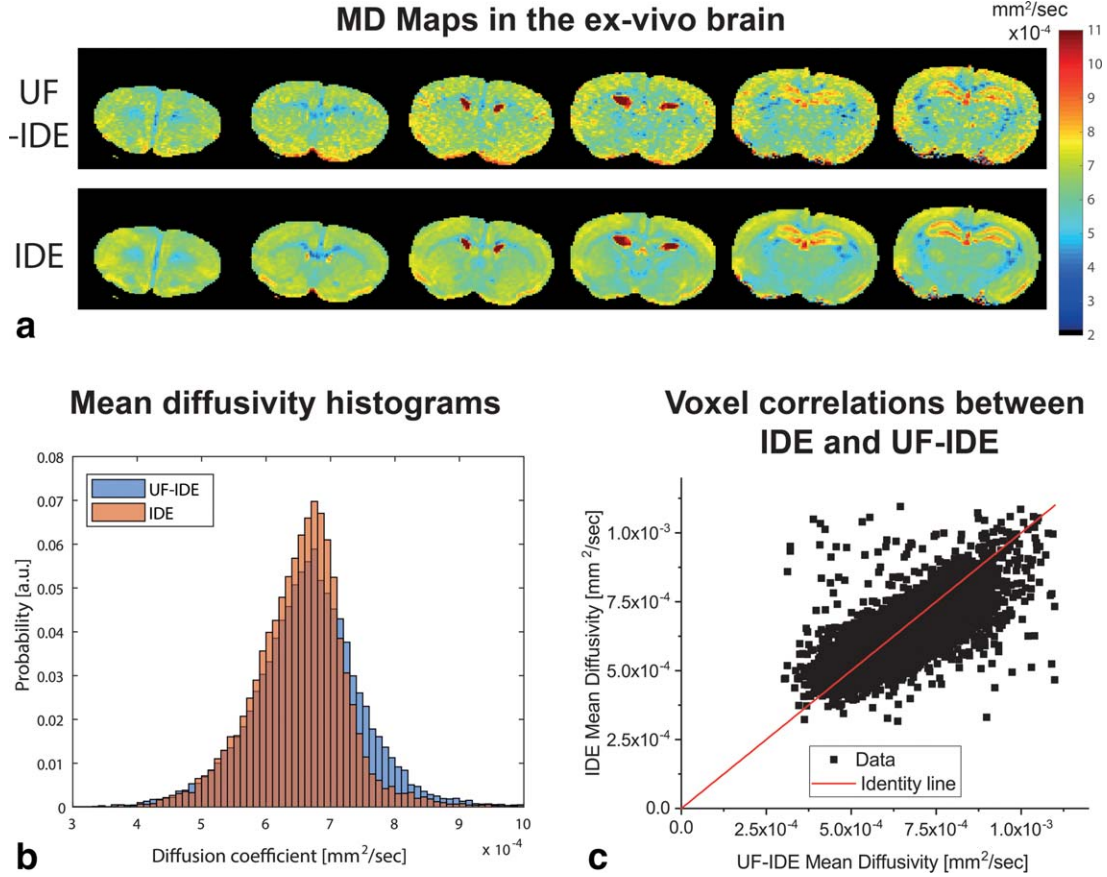 MD Maps in the ex-vivo brain
mm²/sec
x10⁻⁴
UF
-IDE
IDE
11
10
9
8
7
6
5
4
3
2
a
Mean diffusivity histograms
0.08
0.07
0.06
0.05
0.04
0.03
0.02
0.01
0
Probability [a.u.]
UF-IDE
IDE
3 4 5 6 7 8 9 10
x 10⁻⁴
Diffusion coefficient [mm²/sec]
b
Voxel correlations between
IDE and UF-IDE
IDE Mean Diffusivity [mm ²/sec]
1.0x10⁻³
7.5x10⁻⁴
5.0x10⁻⁴
2.5x10⁻⁴
0.0
Data
Identity line
0.0 2.5x10⁻⁴ 5.0x10⁻⁴ 7.5x10⁻⁴ 1.0x10⁻³
UF-IDE Mean Diffusivity [mm²/sec]
c